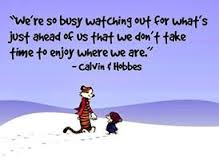 "We're so busy watching out for what's
just ahead of us that we don't take
time to enjoy where we are."
- Calvin & Hobbes